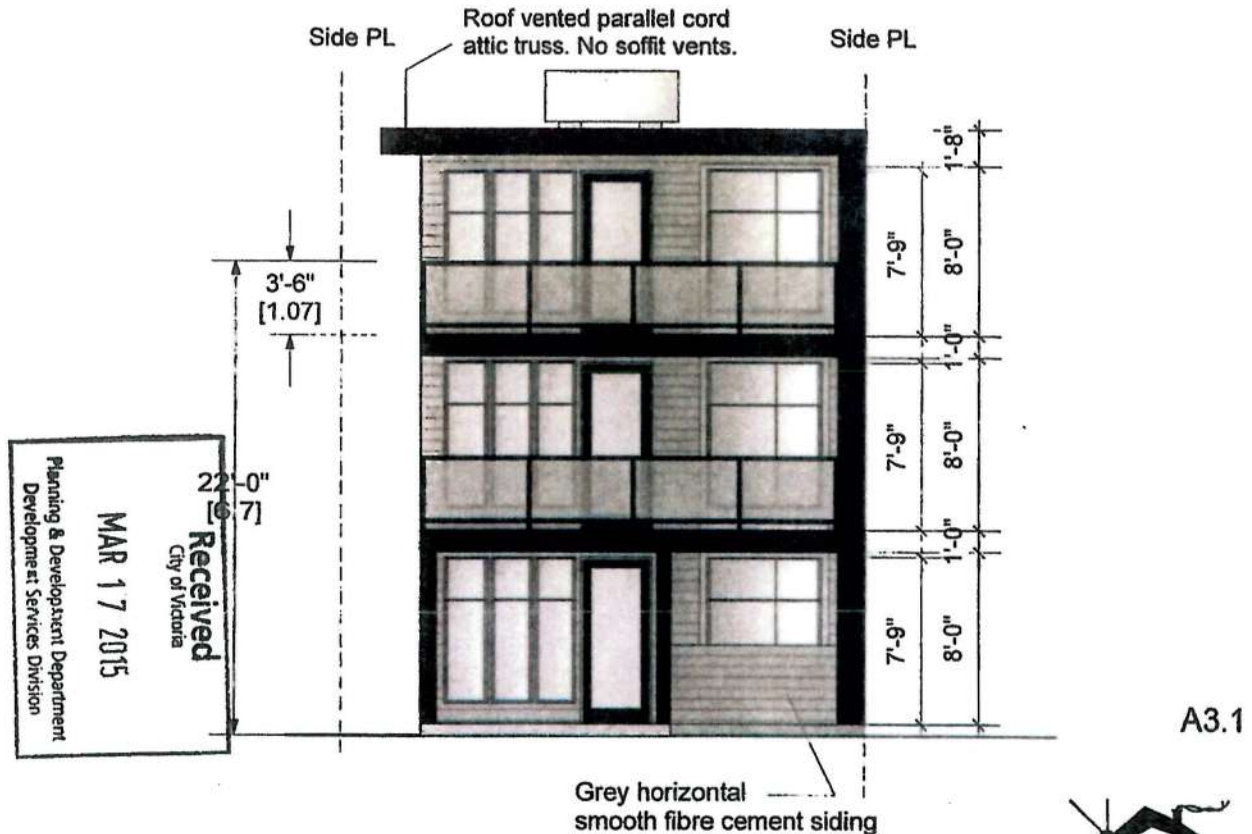 Roof vented parallel cord
attic truss. No soffit vents.
Side PL
Side PL
1'-8"
7'-9"
8'-0"
3'-6"
[1.07]
1'-0"
7'-9"
8'-0"
22'-0"
[6.7]
1'-0"
7'-9"
8'-0"
Received
City of Victoria
MAR 17 2015
Planning & Development Department
Development Services Division
A3.1
Grey horizontal
smooth fibre cement siding